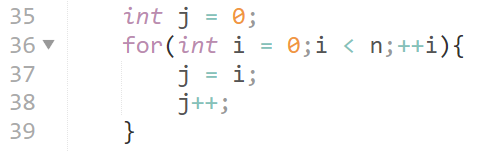 35 int j = 0;
36 for(int i = 0;i < n;++i){
37 j = i;
38 j++;
39 }